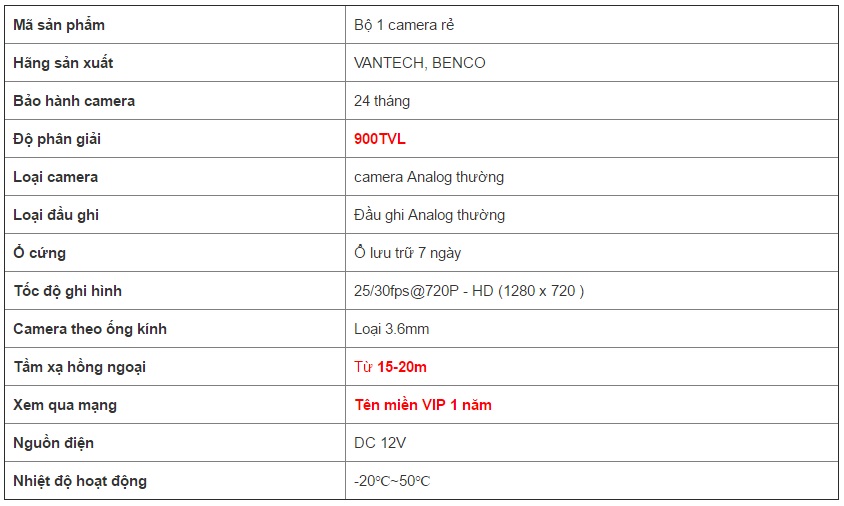 Mã sản phẩm Bộ 1 camera rẻ
Hãng sản xuất VANTECH, BENCO
Bảo hành camera 24 tháng
Độ phân giải 900TVL
Loại camera camera Analog thường
Loại đầu ghi Đầu ghi Analog thường
Ổ cứng Ổ lưu trữ 7 ngày
Tốc độ ghi hình 25/30fps@720P - HD (1280 x 720 )
Camera theo ống kính Loại 3.6mm
Tầm xạ hồng ngoại Từ 15-20m
Xem qua mạng Tên miền VIP 1 năm
Nguồn điện DC 12V
Nhiệt độ hoạt động -20℃~50℃